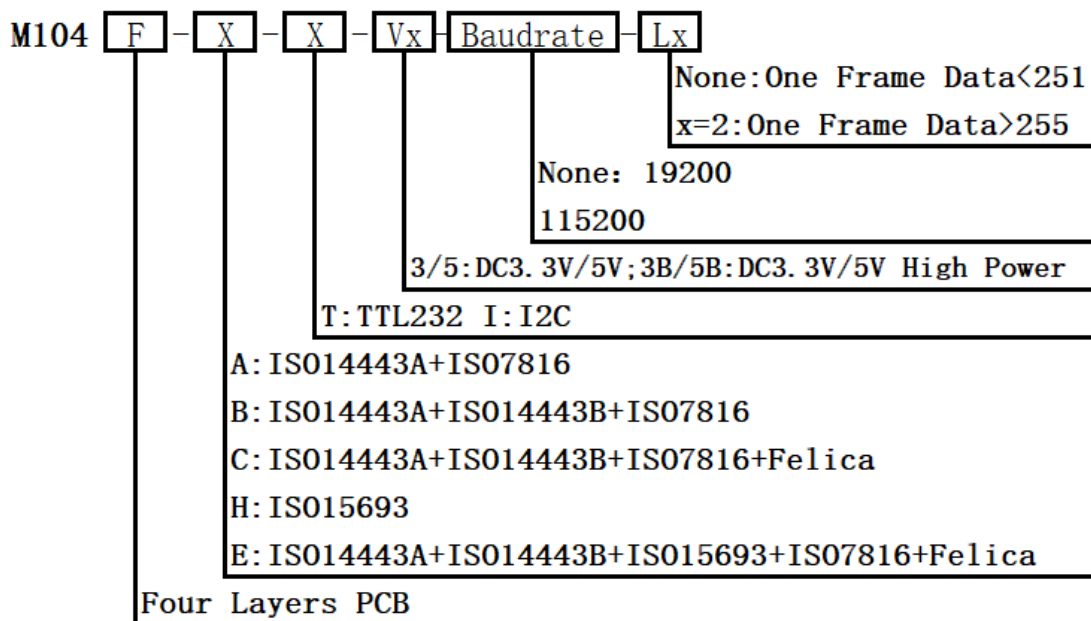 M104 F - X - X - Vx - Baudrate - Lx
None:One Frame Data<251
x=2:One Frame Data>255
None：19200
115200
3/5:DC3.3V/5V;3B/5B:DC3.3V/5V High Power
T:TTL232 I:I2C
A:ISO14443A+ISO7816
B:ISO14443A+ISO14443B+ISO7816
C:ISO14443A+ISO14443B+ISO7816+Felica
H:ISO15693
E:ISO14443A+ISO14443B+ISO15693+ISO7816+Felica
Four Layers PCB